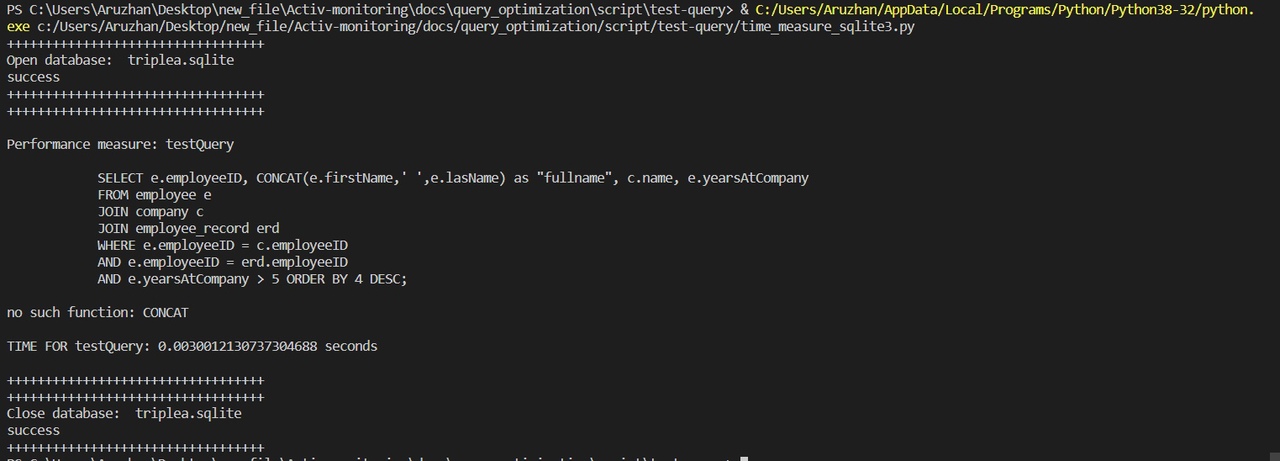 PS C:\Users\Aruzhan\Desktop\new_file\Activ-monitoring\docs\query_optimization\script\test-query> & C:/Users/Aruzhan/AppData/Local/Programs/Python/Python38-32/python.
exe c:/Users/Aruzhan/Desktop/new_file/Activ-monitoring/docs/query_optimization/script/test-query/time_measure_sqlite3.py
++++++++++++++++++++++++++++++++++
Open database:  triplea.sqlite
success
++++++++++++++++++++++++++++++++++
++++++++++++++++++++++++++++++++++
Performance measure: testQuery
SELECT e.employeeID, CONCAT(e.firstName,' ',e.lasName) as "fullname", c.name, e.yearsAtCompany
FROM employee e
JOIN company c
JOIN employee_record erd
WHERE e.employeeID = c.employeeID
AND e.employeeID = erd.employeeID
AND e.yearsAtCompany > 5 ORDER BY 4 DESC;
no such function: CONCAT
TIME FOR testQuery: 0.0030012130737304688 seconds
++++++++++++++++++++++++++++++++++
++++++++++++++++++++++++++++++++++
Close database:  triplea.sqlite
success
++++++++++++++++++++++++++++++++++